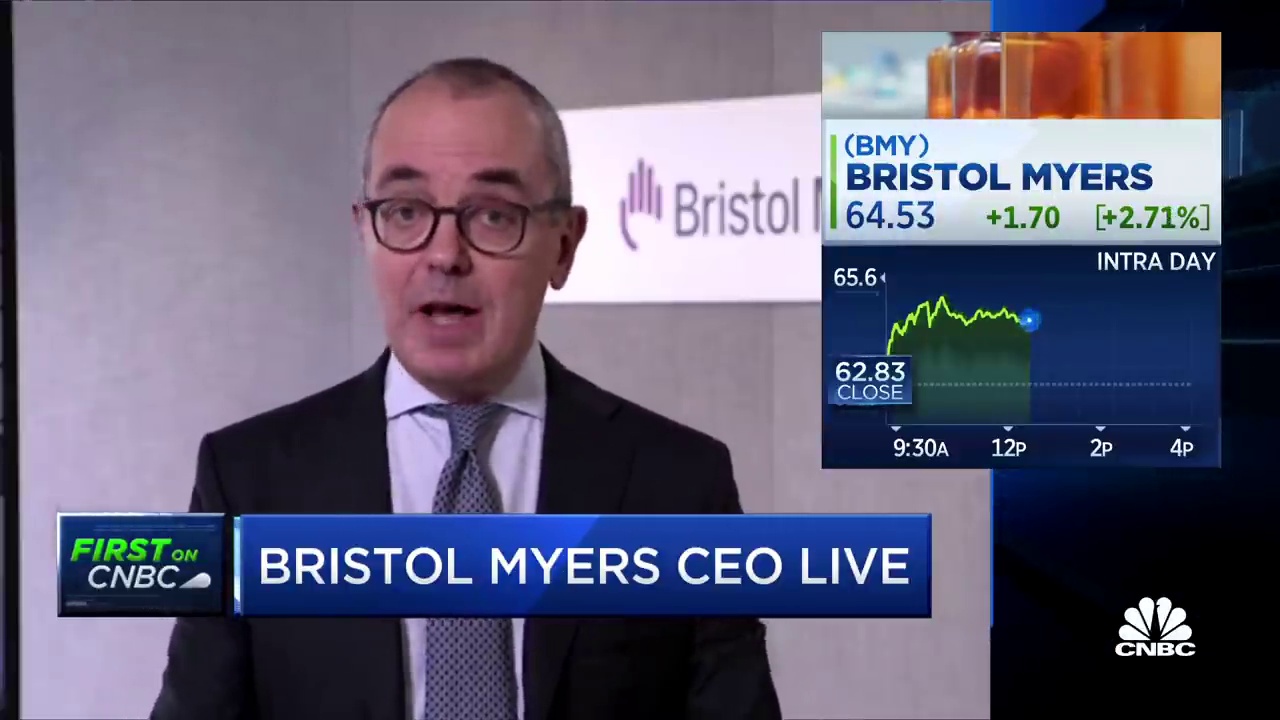 Bristol
(BMY)
BRISTOL MYERS
64.53 +1.70 [+2.71%]
INTRA DAY
65.6
62.83
CLOSE
9:30A 12P 2P 4P
FIRST ON
CNBC
BRISTOL MYERS CEO LIVE
CNBC